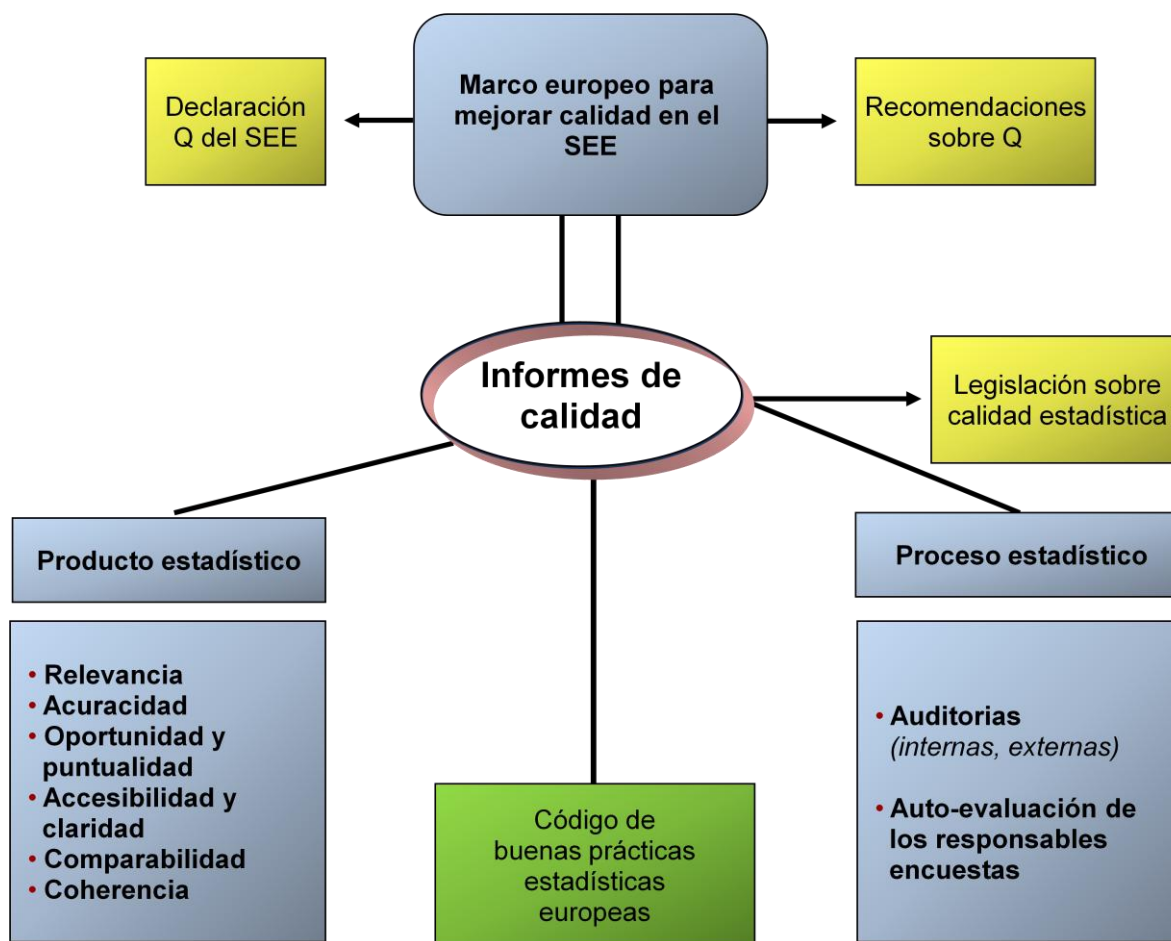 Declaración
Q del SEE
Marco europeo para
mejorar calidad en el
SEE
Recomendaciones
sobre Q
Informes de
calidad
Legislación sobre
calidad estadística
Producto estadístico
Proceso estadístico
• Relevancia
• Acuracidad
• Oportunidad y
puntualidad
• Accesibilidad y
claridad
• Comparabilidad
• Coherencia
Código de
buenas prácticas
estadísticas
europeas
• Auditorias
(internas, externas)
• Auto-evaluación de
los responsables
encuestas